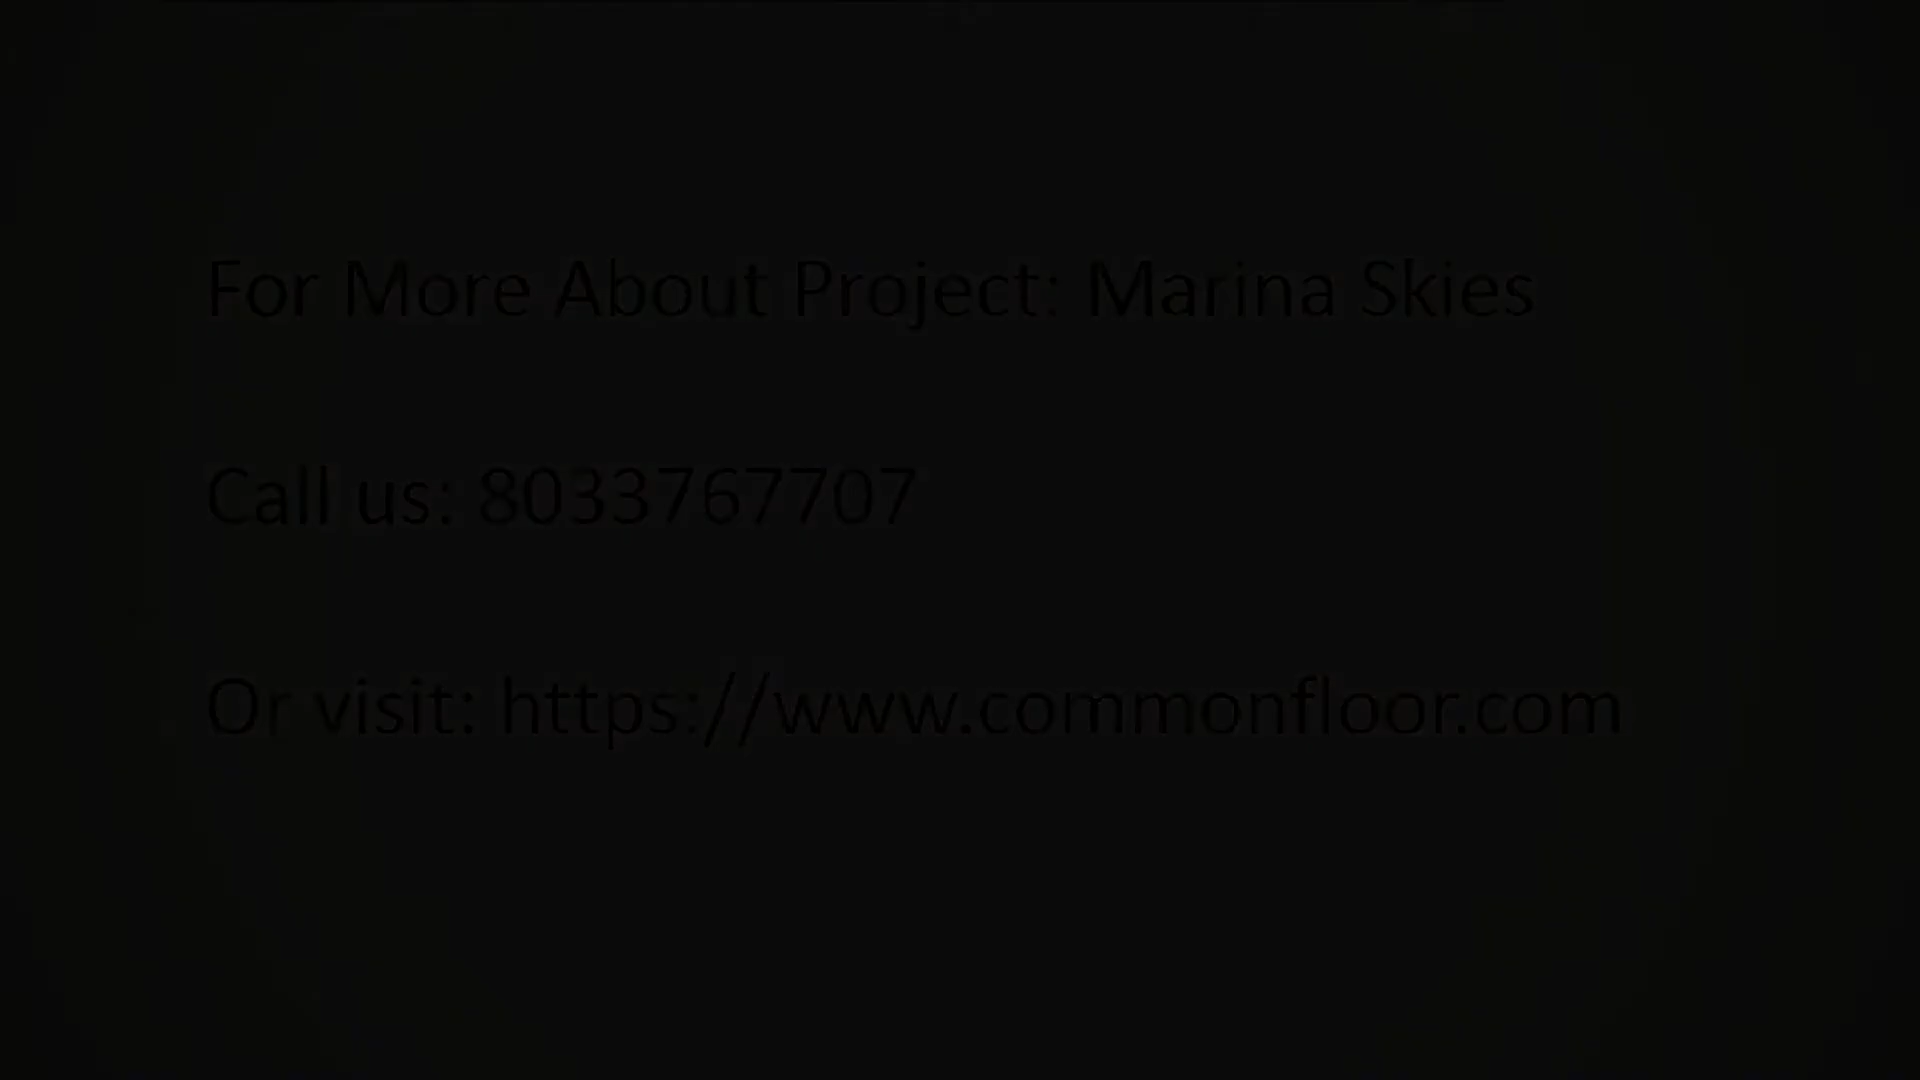 For More About Project: Marina Skies
Call us: 8033767707
Or visit: https://www.commonfloor.com